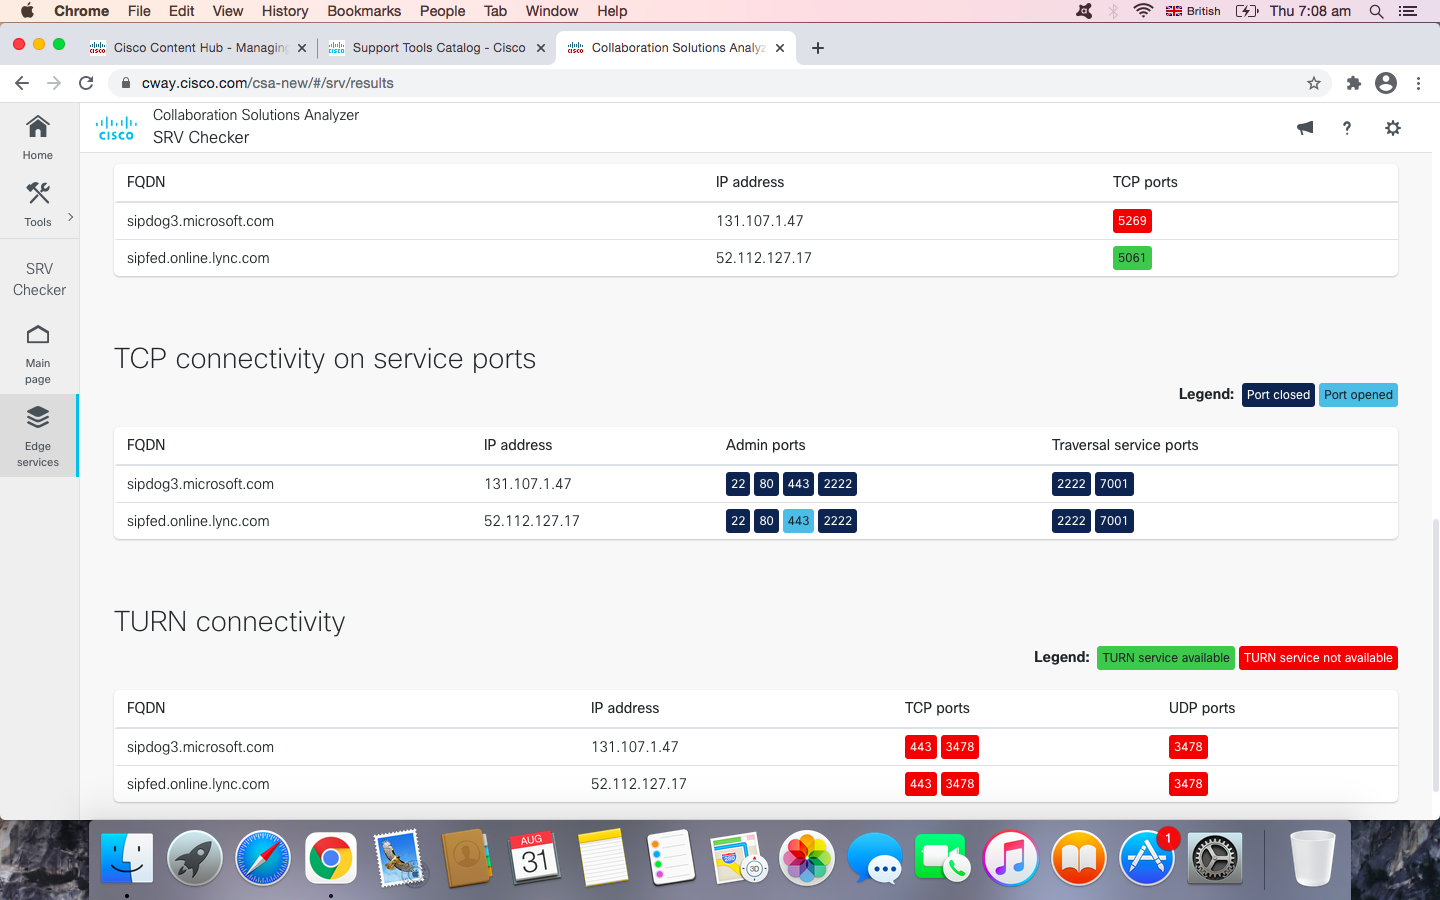 Chrome File Edit View History Bookmarks People Tab Window Help British Thu 7:08 am
Cisco Content Hub - Managing Support Tools Catalog - Cisco Collaboration Solutions Analyz
cway.cisco.com/csa-new/#/srv/results
Home
Tools
SRV
Checker
Main
page
Edge
services
CISCO
Collaboration Solutions Analyzer
SRV Checker
?
FQDN IP address TCP ports
sipdog3.microsoft.com 131.107.1.47 5269
sipfed.online.lync.com 52.112.127.17 5061
TCP connectivity on service ports
Legend: Port closed Port opened
FQDN IP address Admin ports Traversal service ports
sipdog3.microsoft.com 131.107.1.47 22 80 443 2222 2222 7001
sipfed.online.lync.com 52.112.127.17 22 80 443 2222 2222 7001
TURN connectivity
Legend: TURN service available TURN service not available
FQDN IP address TCP ports UDP ports
sipdog3.microsoft.com 131.107.1.47 443 3478 3478
sipfed.online.lync.com 52.112.127.17 443 3478 3478
AUG
31
280
3D
1